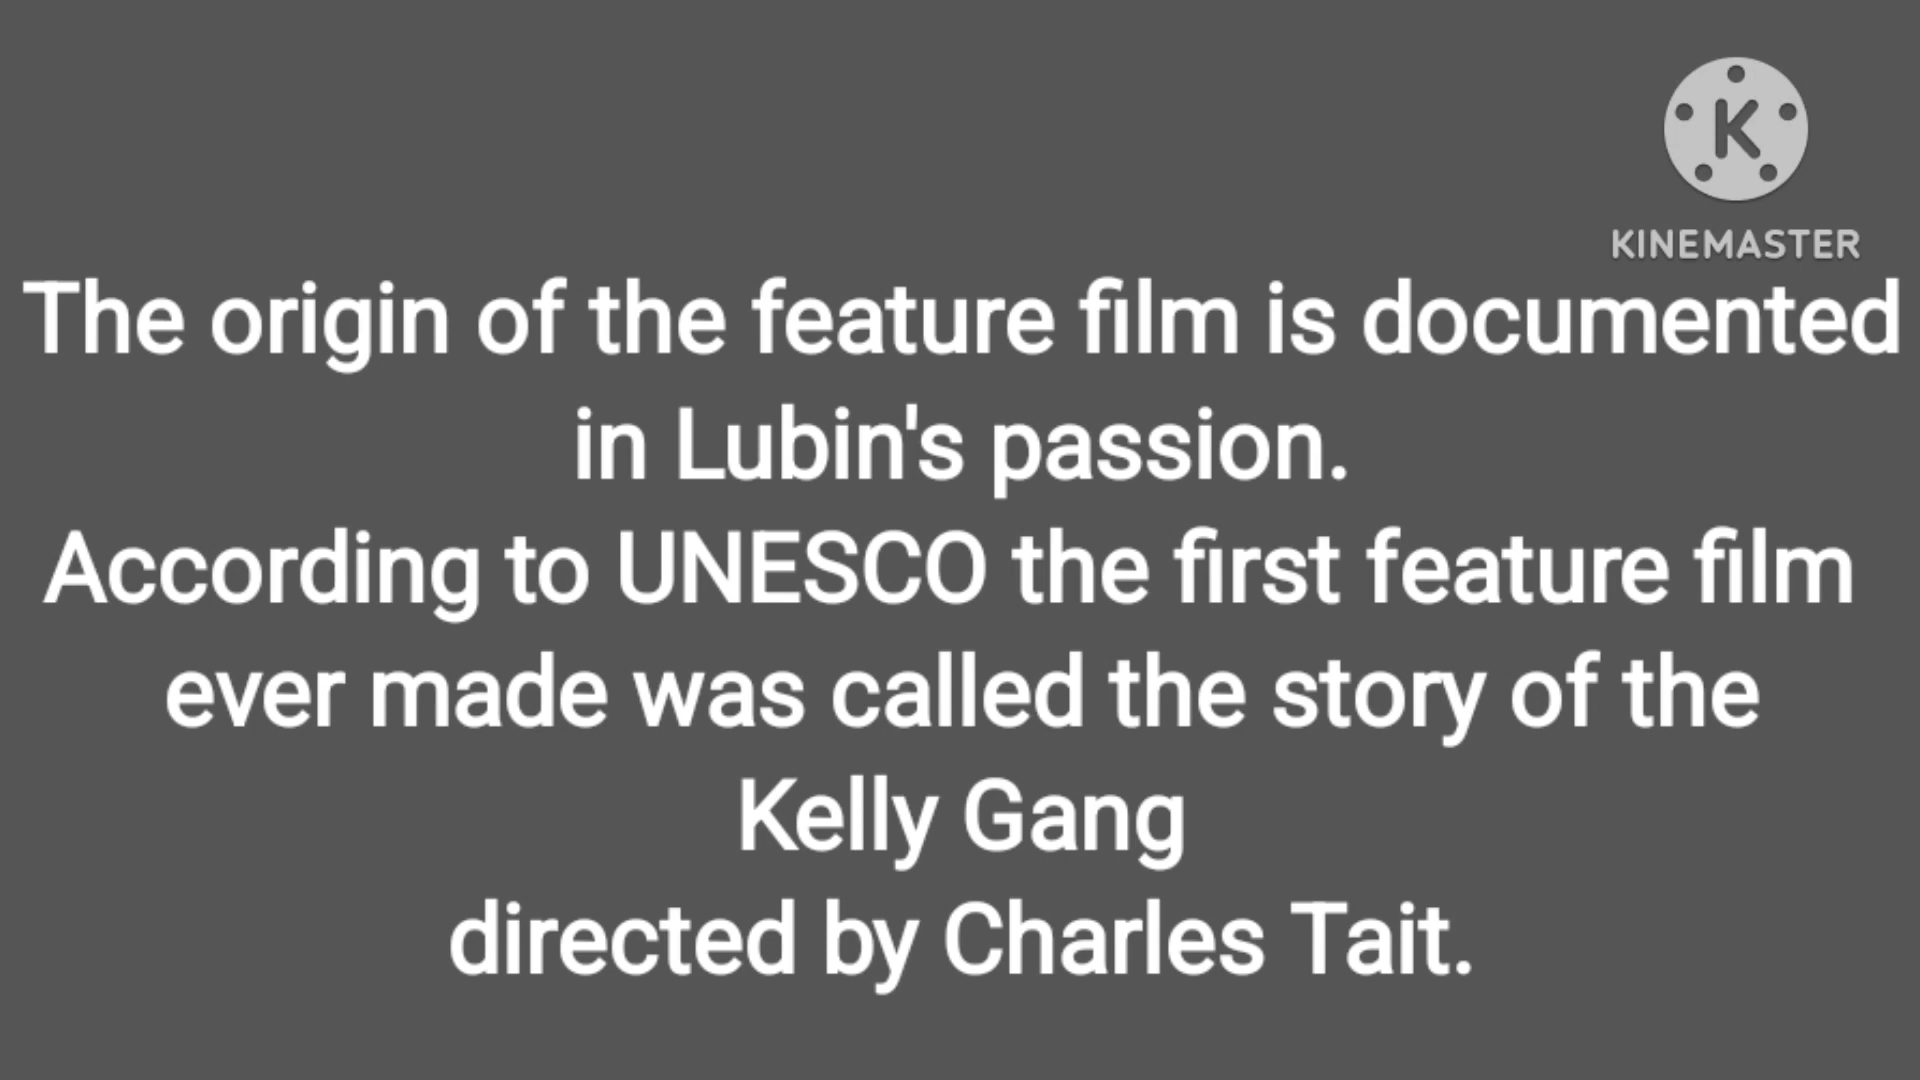 K
KINEMASTER
The origin of the feature film is documented
in Lubin's passion.
According to UNESCO the first feature film
ever made was called the story of the
Kelly Gang
directed by Charles Tait.